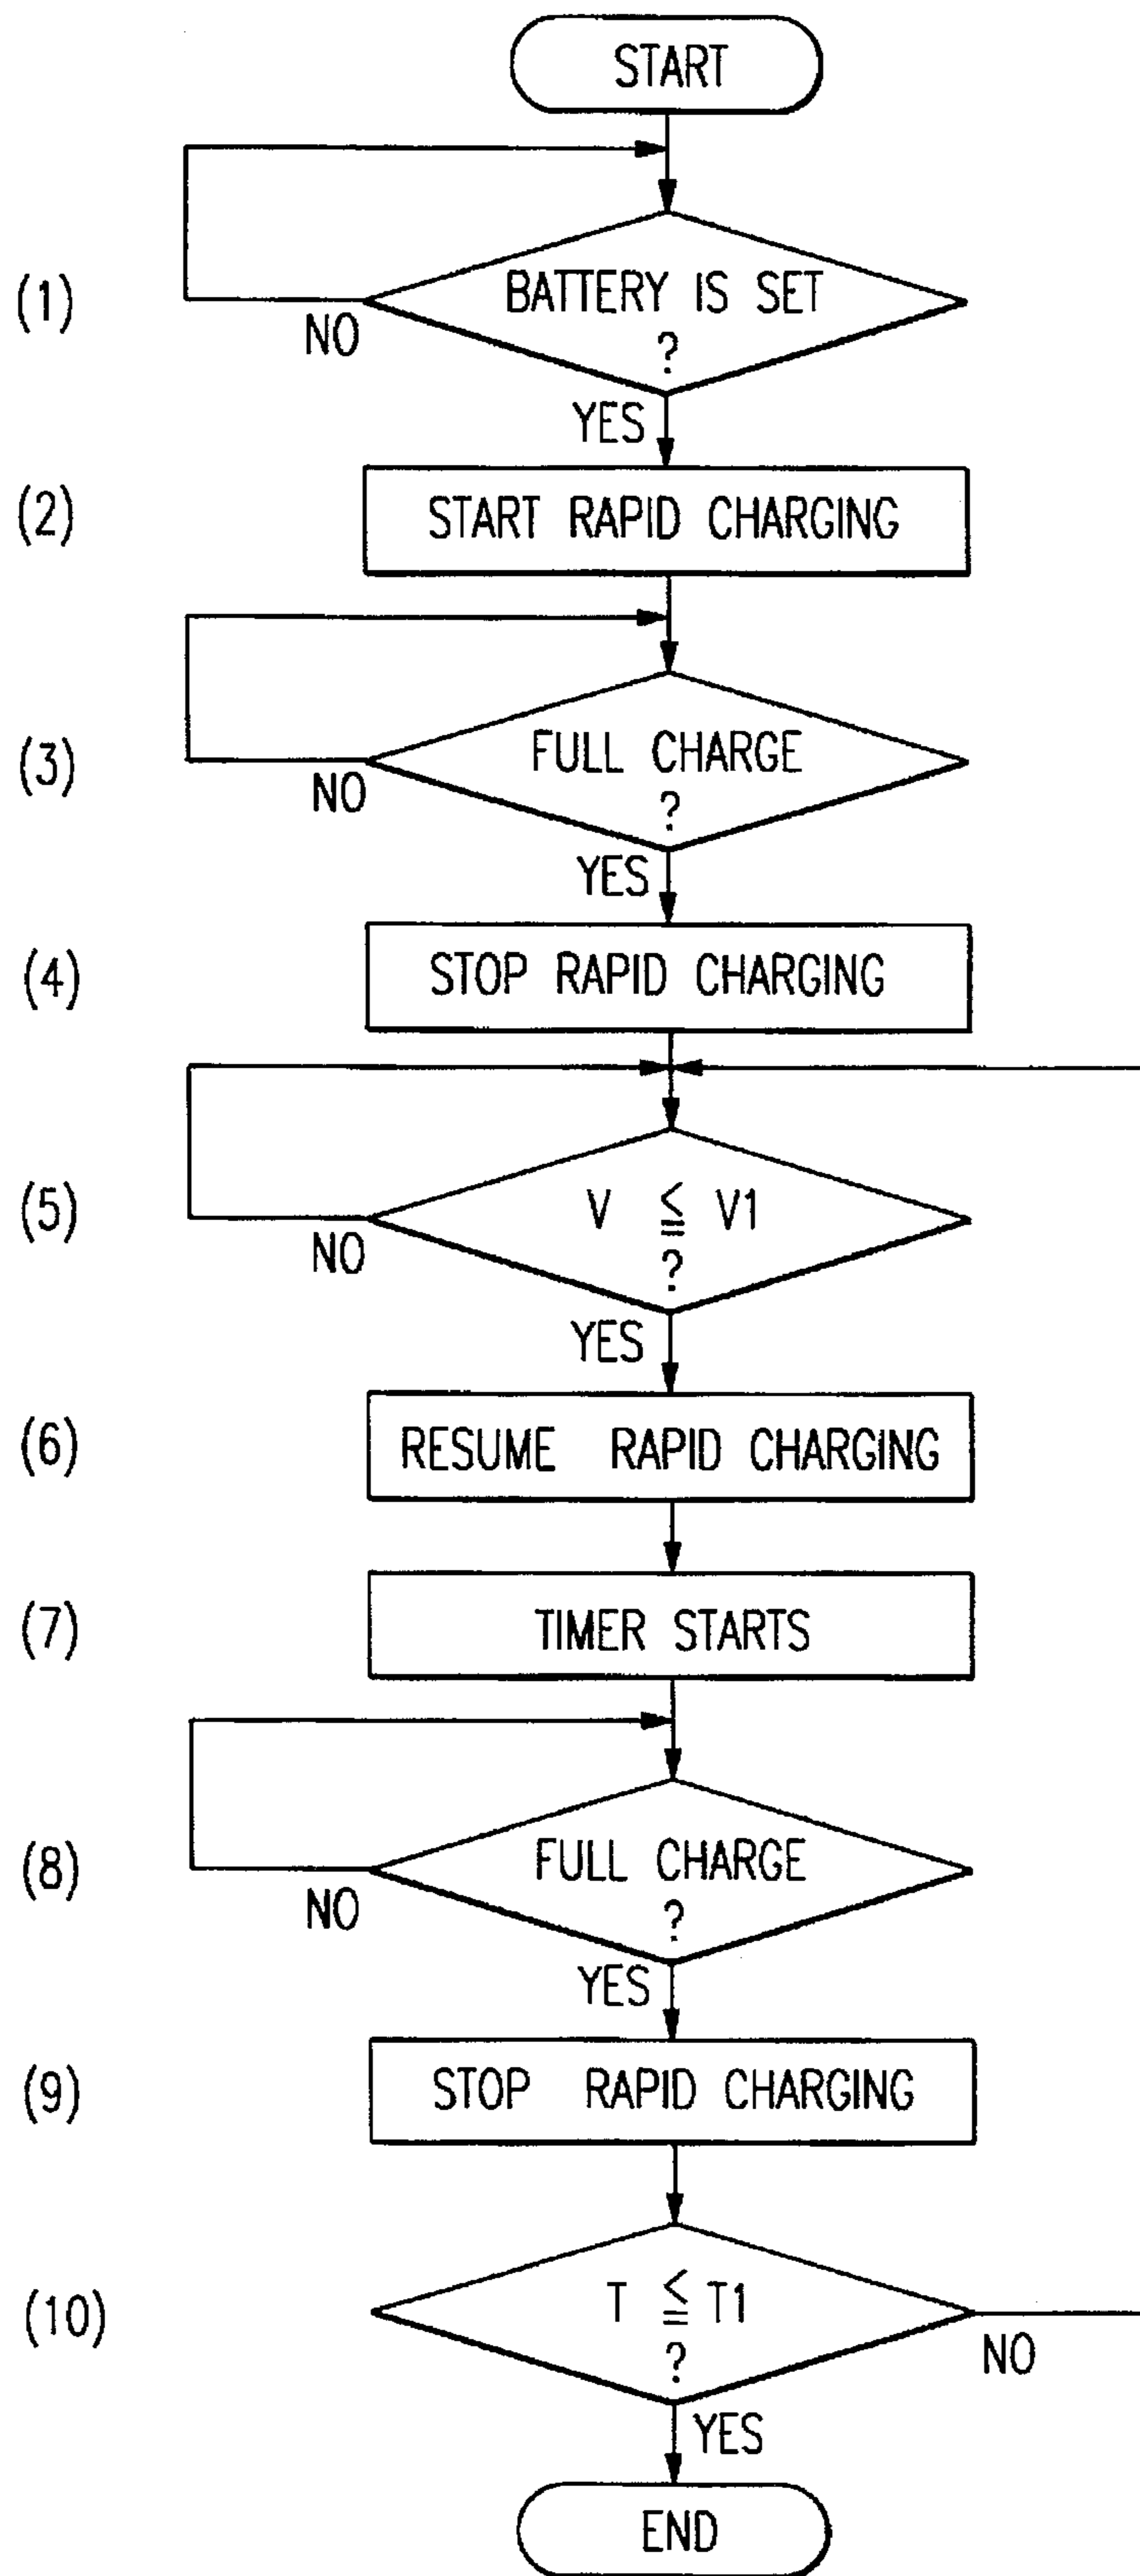 START
(1)
BATTERY IS SET
?
NO
YES
(2)
START RAPID CHARGING
(3)
FULL CHARGE
?
NO
YES
(4)
STOP RAPID CHARGING
(5)
V ≦ V1
?
NO
YES
(6)
RESUME RAPID CHARGING
(7)
TIMER STARTS
(8)
FULL CHARGE
?
NO
YES
(9)
STOP RAPID CHARGING
(10)
T ≦ T1
?
NO
YES
END